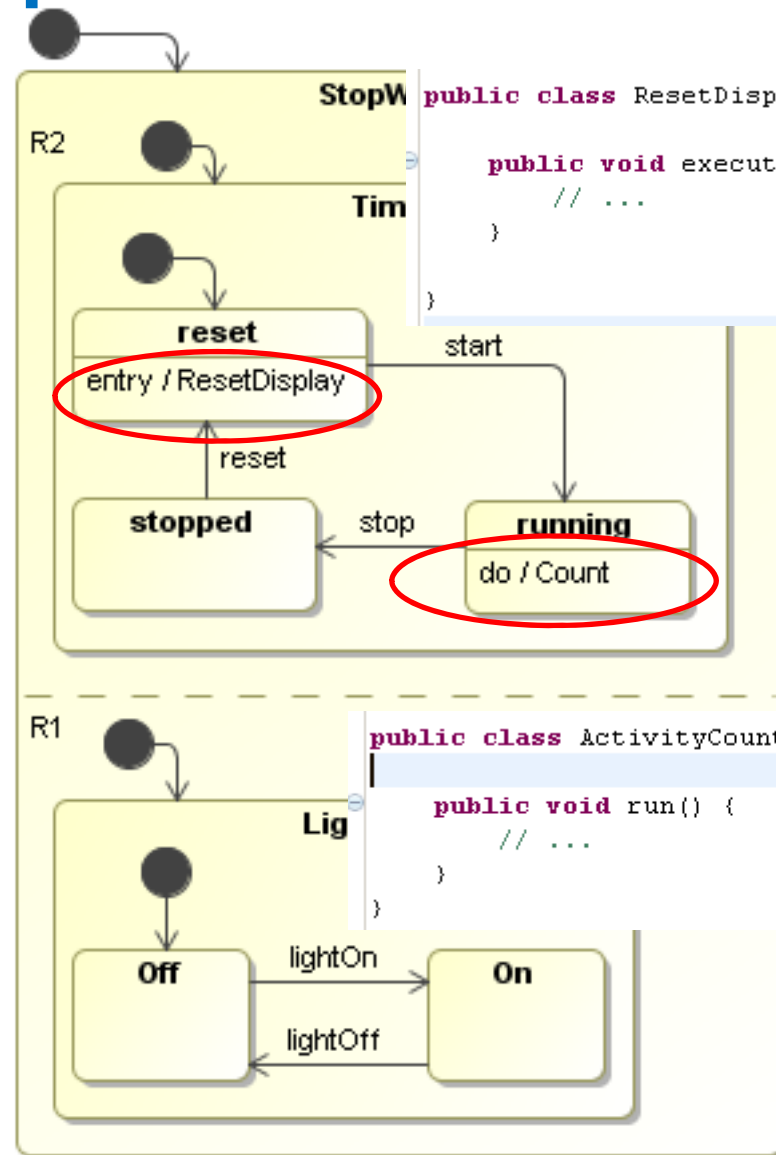 StopW
public class ResetDisp
R2
public void execut
// ...
}
}
Tim
reset
entry / ResetDisplay
start
reset
stopped
stop
running
do / Count
R1
public class ActivityCount
public void run() {
// ...
}
}
Lig
Off
lightOn
On
lightOff